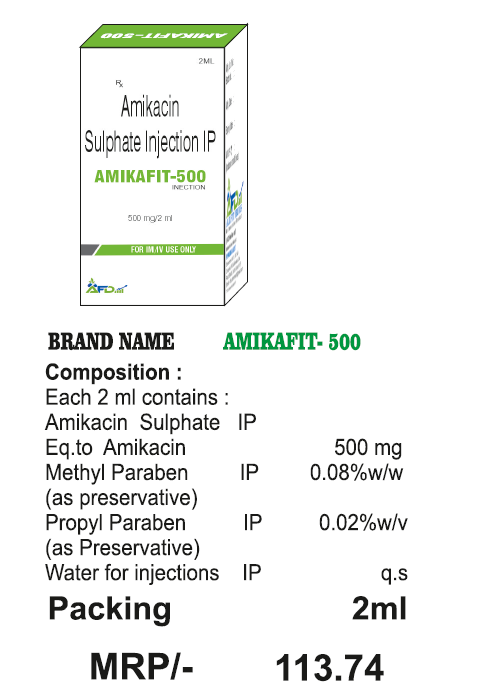 AMIKAFIT-500
2ML
Rx
Amikacin
Sulphate Injection IP
AMIKAFIT-500
INECTION
500 mg/2 ml
FOR IM./IV USE ONLY
AFD
BRAND NAME AMIKAFIT- 500
Composition :
Each 2 ml contains :
Amikacin Sulphate IP
Eq.to Amikacin 500 mg
Methyl Paraben IP 0.08%w/w
(as preservative)
Propyl Paraben IP 0.02%w/v
(as Preservative)
Water for injections IP q.s
Packing 2ml
MRP/- 113.74